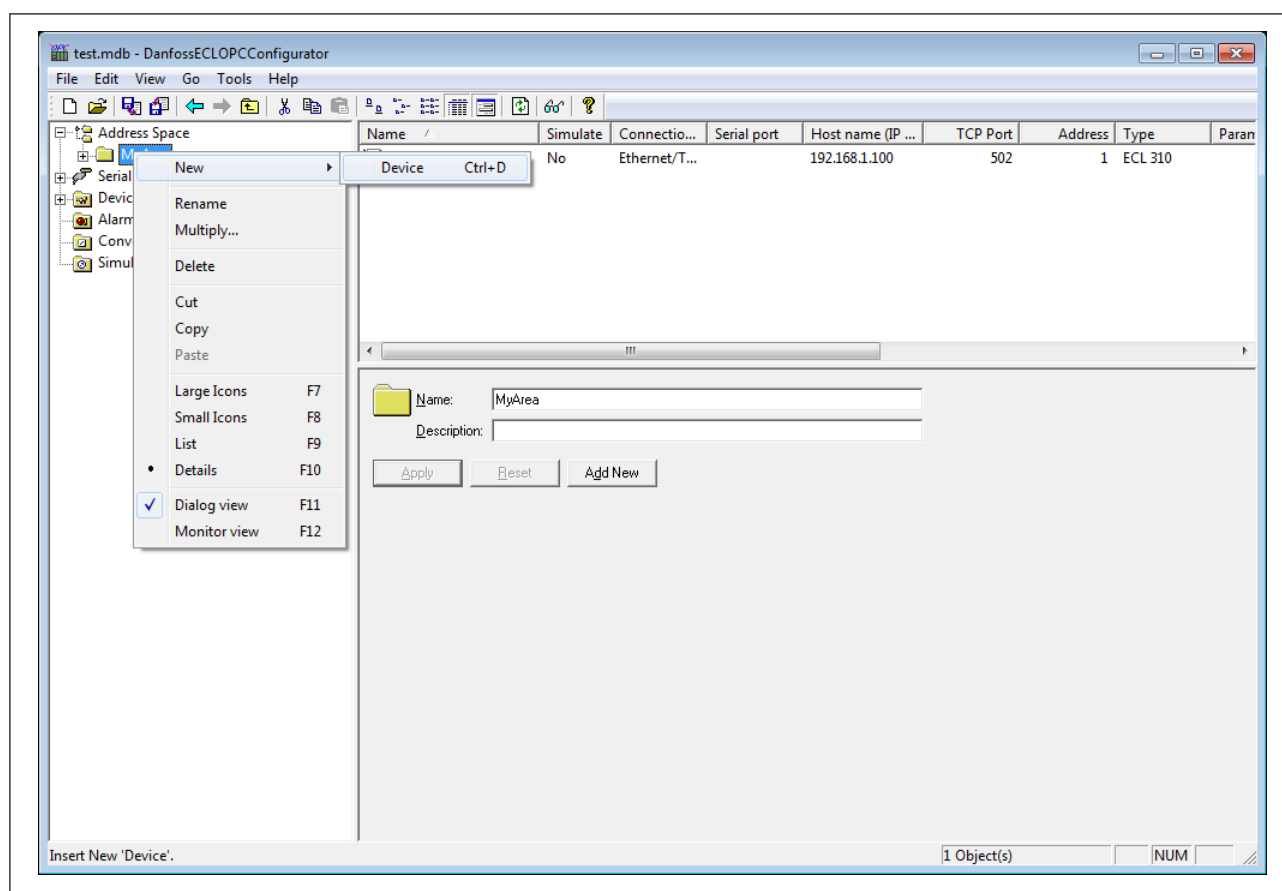 test.mdb - DanfossECLOPCConfigurator
File Edit View Go Tools Help
Address Space
Serial
Devic
Alarm
Conv
Simul
Name Simulate Connectio... Serial port Host name (IP ... TCP Port Address Type Param
No Ethernet/T... 192.168.1.100 502 1 ECL 310
New
Device Ctrl+D
Rename
Multiply...
Delete
Cut
Copy
Paste
Large Icons F7
Small Icons F8
List F9
Details F10
Dialog view F11
Monitor view F12
Name: MyArea
Description:
Apply Reset Add New
Insert New 'Device'.
1 Object(s) NUM